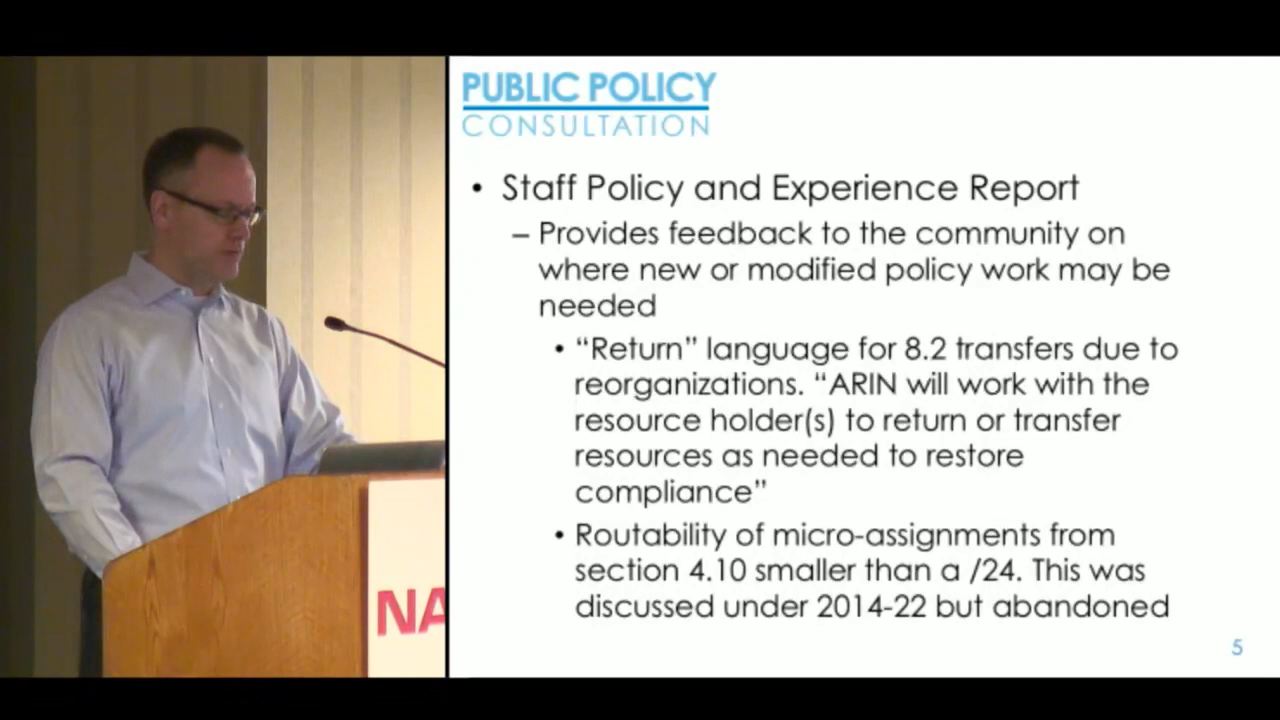 PUBLIC POLICY
CONSULTATION
• Staff Policy and Experience Report
– Provides feedback to the community on
where new or modified policy work may be
needed
• “Return” language for 8.2 transfers due to
reorganizations. “ARIN will work with the
resource holder(s) to return or transfer
resources as needed to restore
compliance”
• Routability of micro-assignments from
section 4.10 smaller than a /24. This was
discussed under 2014-22 but abandoned
5
NA